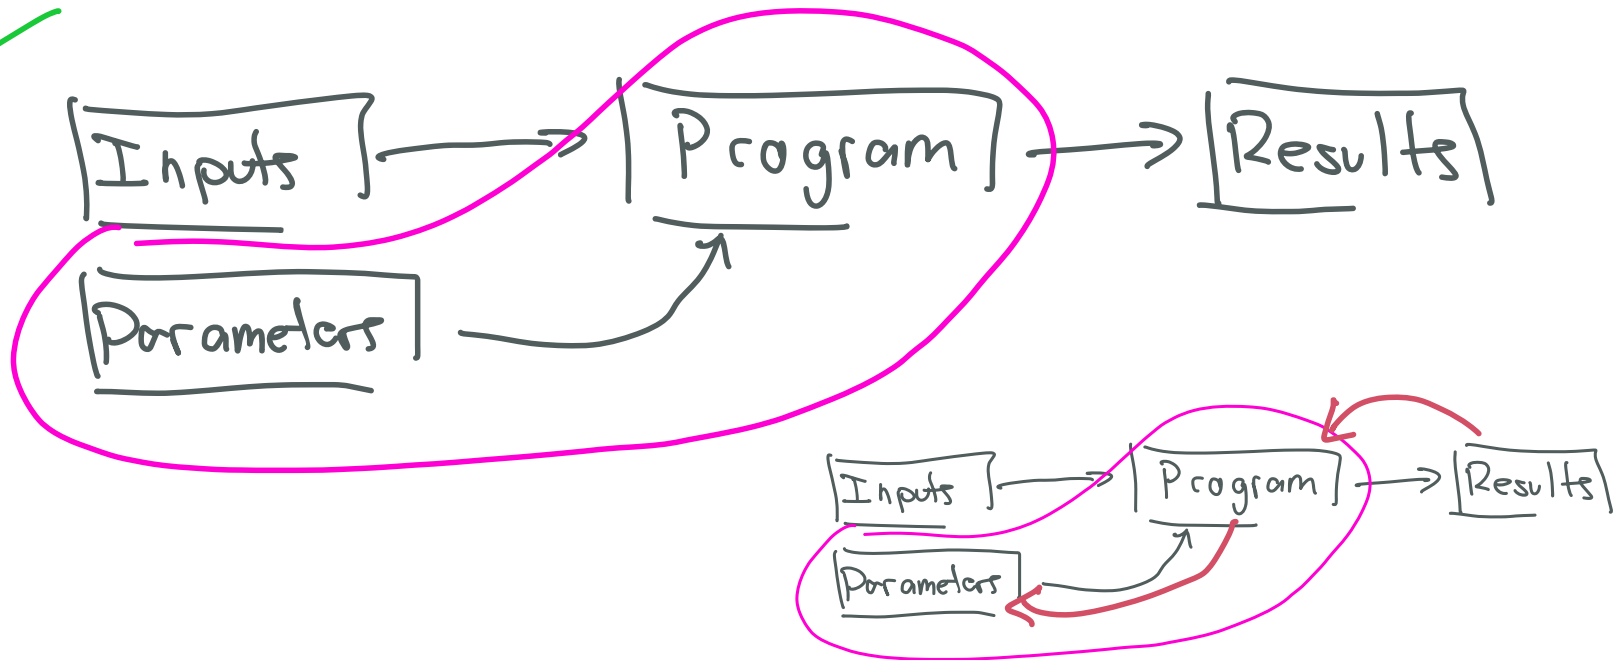 Inputs
Program
Results
Parameters
Inputs
Program
Results
Parameters